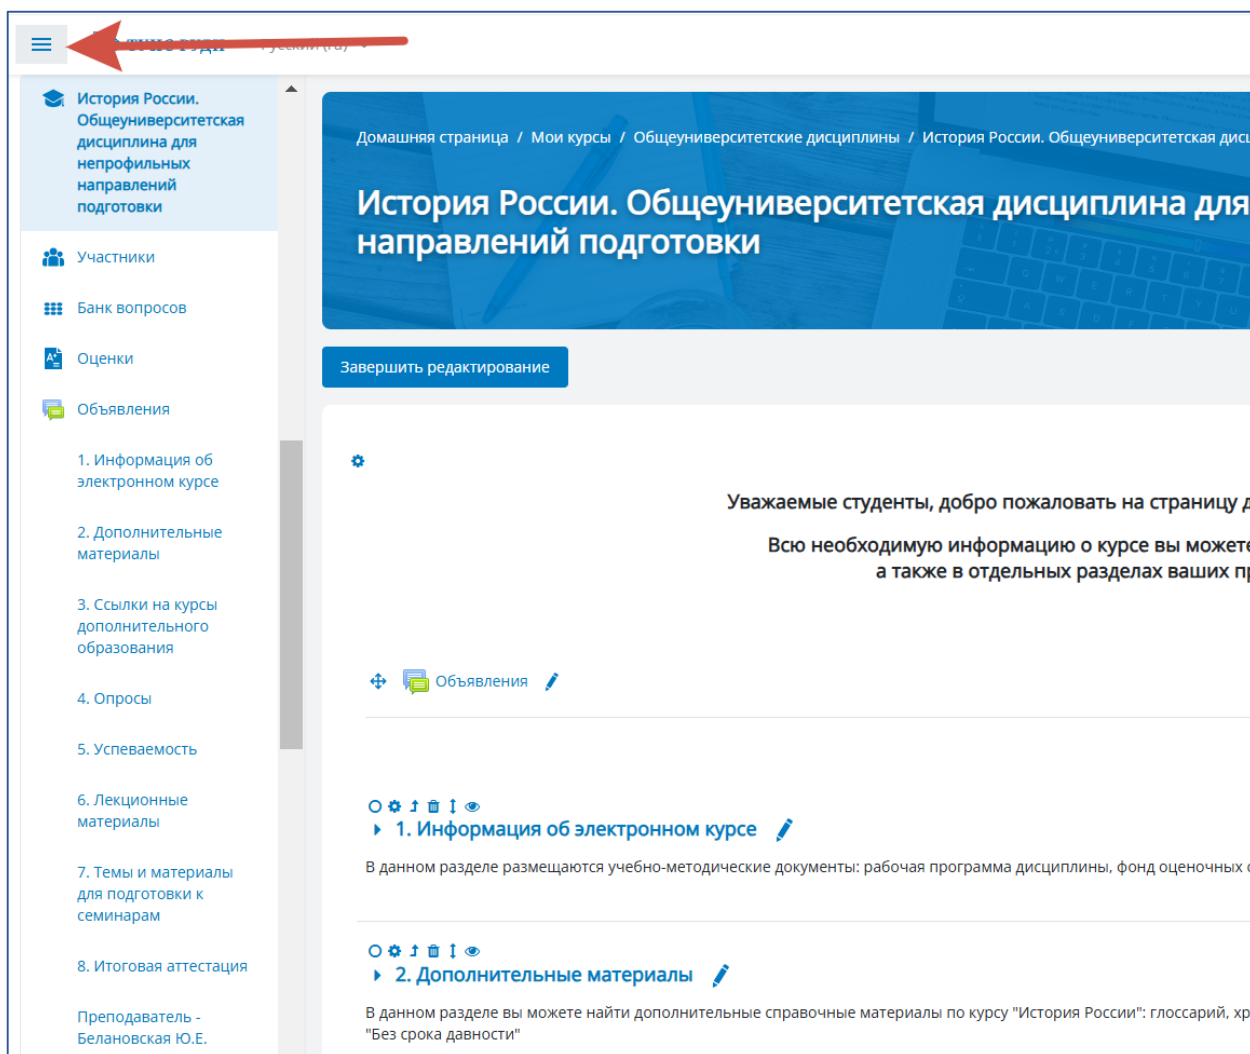 История России.
Общеуниверситетская
дисциплина для
непрофильных
направлений
подготовки
Участники
Банк вопросов
Оценки
Объявления
1. Информация об
электронном курсе
2. Дополнительные
материалы
3. Ссылки на курсы
дополнительного
образования
4. Опросы
5. Успеваемость
6. Лекционные
материалы
7. Темы и материалы
для подготовки к
семинарам
8. Итоговая аттестация
Преподаватель -
Белановская Ю.Е.
Домашняя страница / Мои курсы / Общеуниверситетские дисциплины / История России. Общеуниверситетская дисц
История России. Общеуниверситетская дисциплина для
направлений подготовки
Завершить редактирование
Уважаемые студенты, добро пожаловать на страницу д
Всю необходимую информацию о курсе вы можете
а также в отдельных разделах ваших пр
Объявления
1. Информация об электронном курсе
В данном разделе размещаются учебно-методические документы: рабочая программа дисциплины, фонд оценочных с
2. Дополнительные материалы
В данном разделе вы можете найти дополнительные справочные материалы по курсу "История России": глоссарий, хр
"Без срока давности"